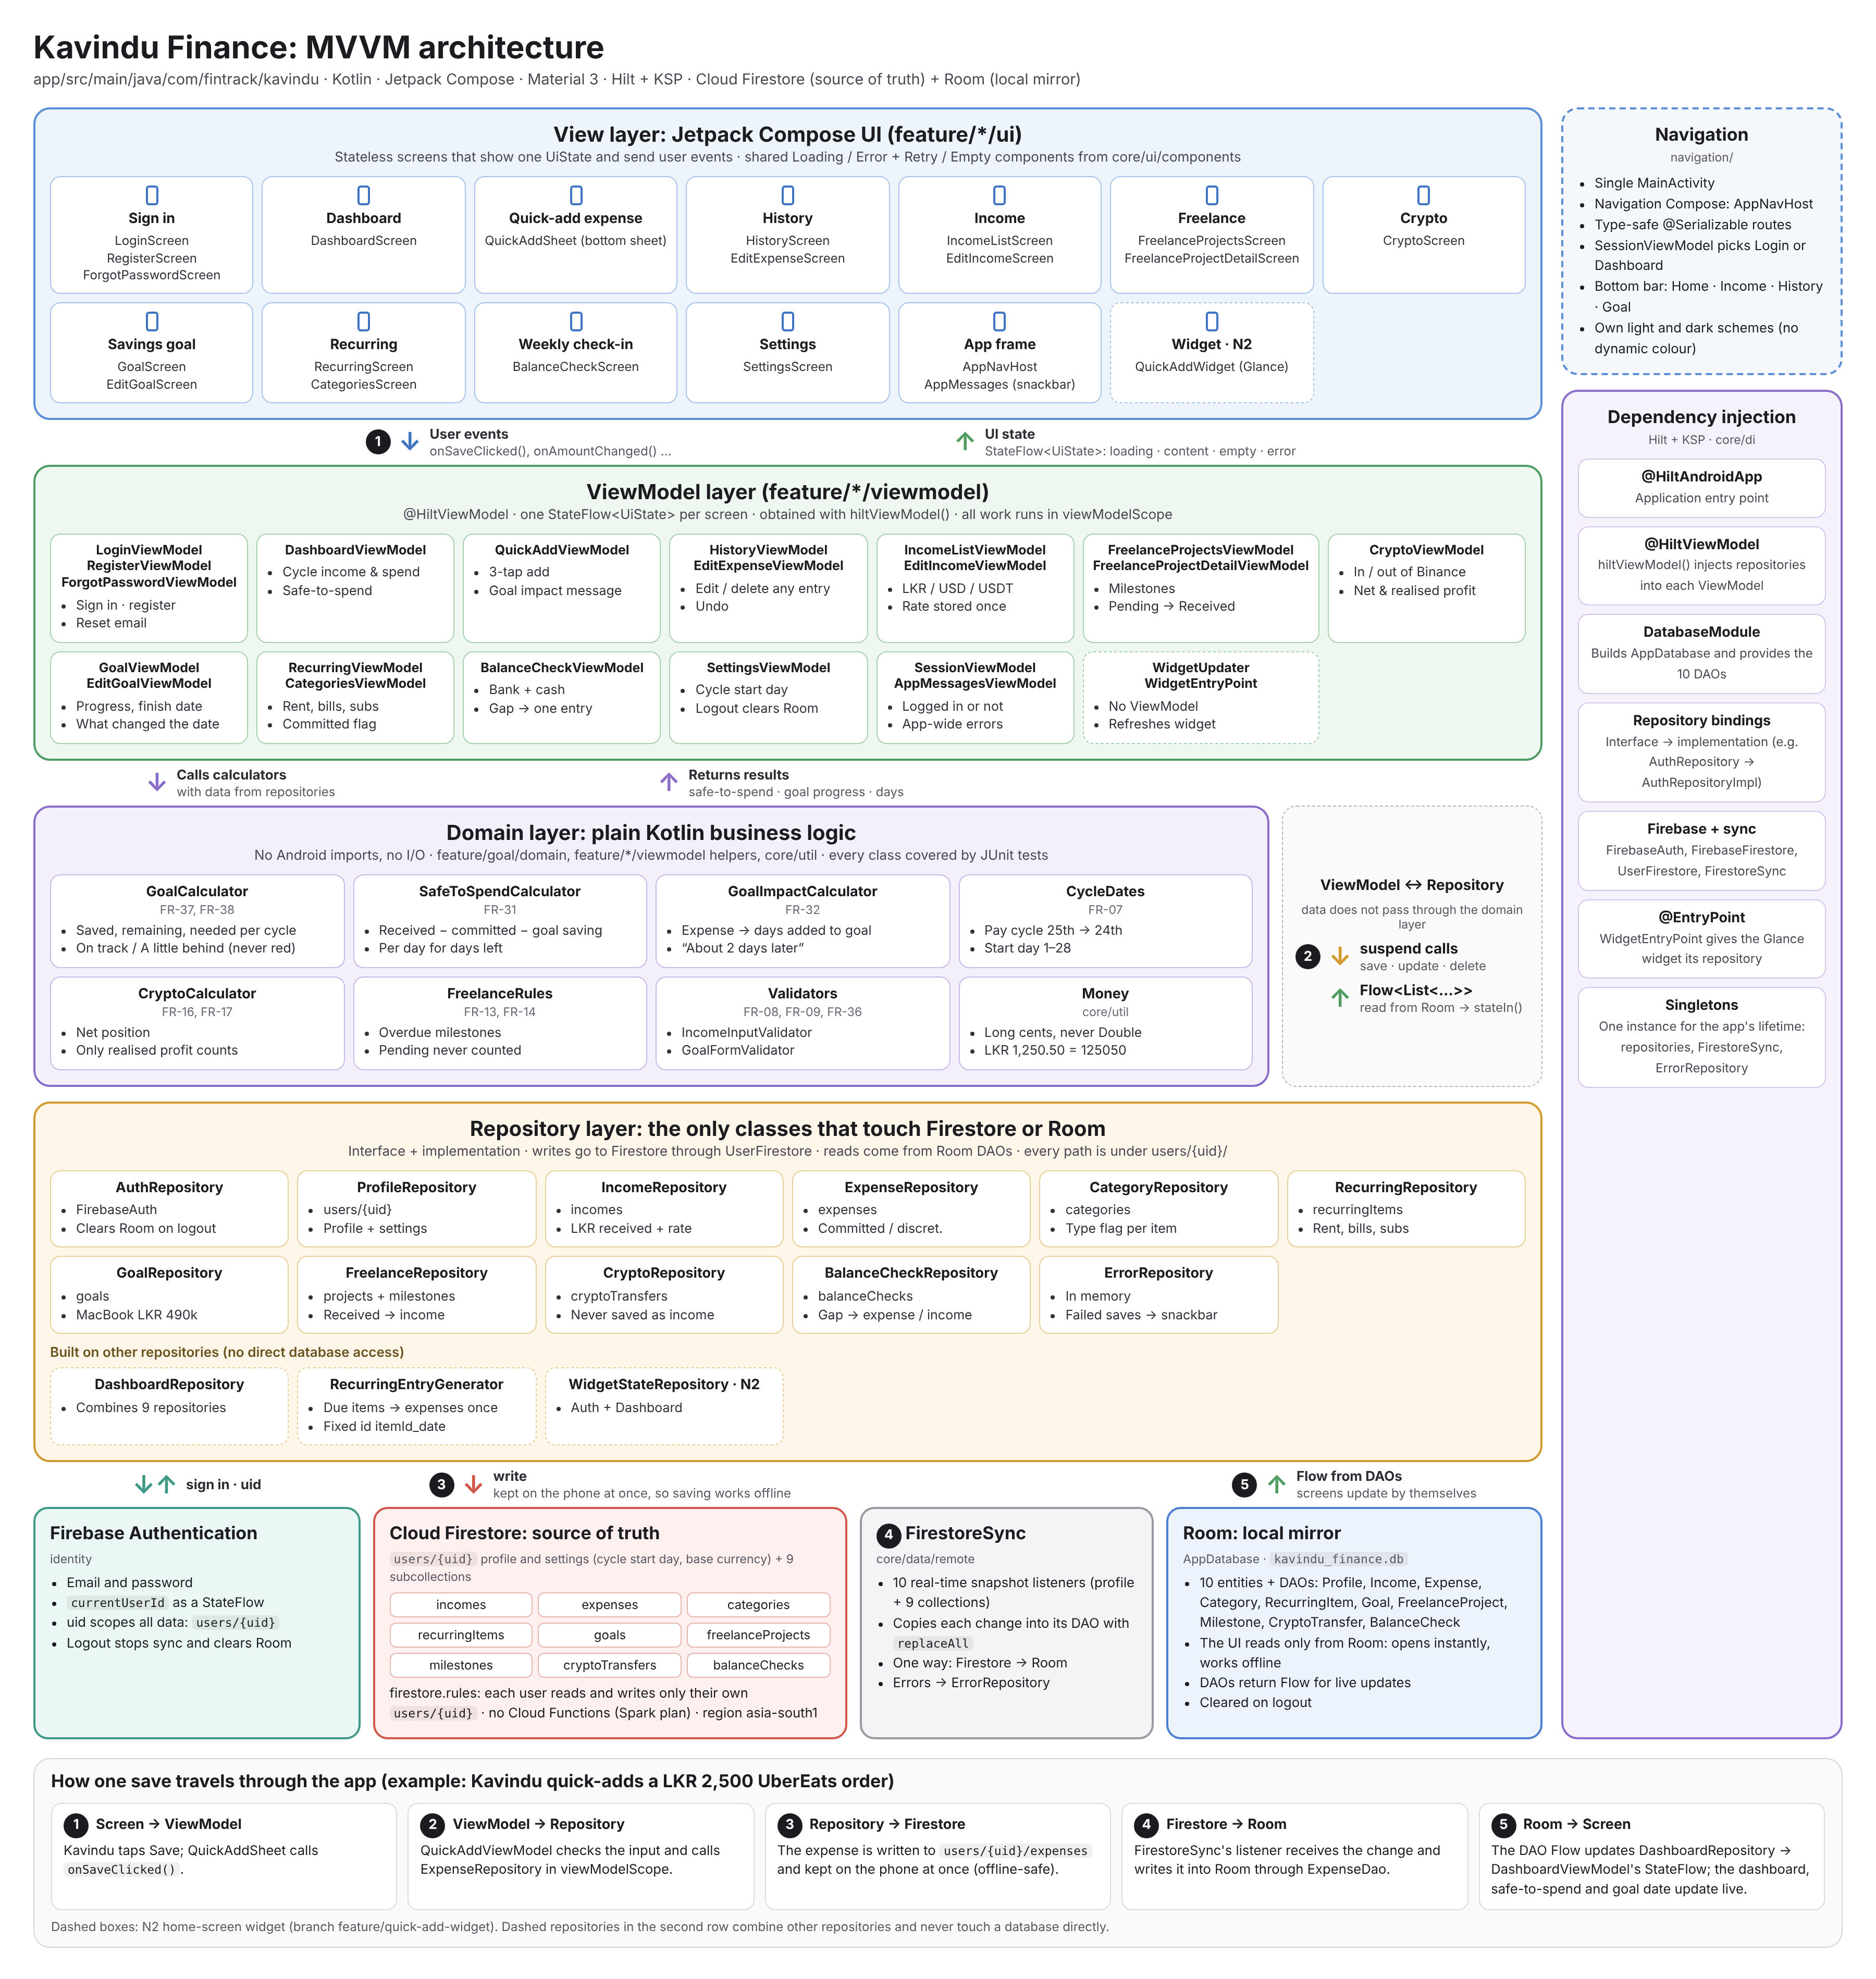 Kavindu Finance: MVVM architecture
app/src/main/java/com/fintrack/kavindu · Kotlin · Jetpack Compose · Material 3 · Hilt + KSP · Cloud Firestore (source of truth) + Room (local mirror)
View layer: Jetpack Compose UI (feature/*/ui)
Stateless screens that show one UiState and send user events · shared Loading / Error + Retry / Empty components from core/ui/components
Sign in
LoginScreen
RegisterScreen
ForgotPasswordScreen
Dashboard
DashboardScreen
Quick-add expense
QuickAddSheet (bottom sheet)
History
HistoryScreen
EditExpenseScreen
Income
IncomeListScreen
EditIncomeScreen
Freelance
FreelanceProjectsScreen
FreelanceProjectDetailScreen
Crypto
CryptoScreen
Savings goal
GoalScreen
EditGoalScreen
Recurring
RecurringScreen
CategoriesScreen
Weekly check-in
BalanceCheckScreen
Settings
SettingsScreen
App frame
AppNavHost
AppMessages (snackbar)
Widget · N2
QuickAddWidget (Glance)
1
User events
onSaveClicked(), onAmountChanged() ...
UI state
StateFlow<UiState>: loading · content · empty · error
ViewModel layer (feature/*/viewmodel)
@HiltViewModel · one StateFlow<UiState> per screen · obtained with hiltViewModel() · all work runs in viewModelScope
LoginViewModel
RegisterViewModel
ForgotPasswordViewModel
• Sign in · register
• Reset email
DashboardViewModel
• Cycle income & spend
• Safe-to-spend
QuickAddViewModel
• 3-tap add
• Goal impact message
HistoryViewModel
EditExpenseViewModel
• Edit / delete any entry
• Undo
IncomeListViewModel
EditIncomeViewModel
• LKR / USD / USDT
• Rate stored once
FreelanceProjectsViewModel
FreelanceProjectDetailViewModel
• Milestones
• Pending → Received
CryptoViewModel
• In / out of Binance
• Net & realised profit
GoalViewModel
EditGoalViewModel
• Progress, finish date
• What changed the date
RecurringViewModel
CategoriesViewModel
• Rent, bills, subs
• Committed flag
BalanceCheckViewModel
• Bank + cash
• Gap → one entry
SettingsViewModel
• Cycle start day
• Logout clears Room
SessionViewModel
AppMessagesViewModel
• Logged in or not
• App-wide errors
WidgetUpdater
WidgetEntryPoint
• No ViewModel
• Refreshes widget
Calls calculators
with data from repositories
Returns results
safe-to-spend · goal progress · days
Domain layer: plain Kotlin business logic
No Android imports, no I/O · feature/goal/domain, feature/*/viewmodel helpers, core/util · every class covered by JUnit tests
GoalCalculator
FR-37, FR-38
• Saved, remaining, needed per cycle
• On track / A little behind (never red)
SafeToSpendCalculator
FR-31
• Received − committed − goal saving
• Per day for days left
GoalImpactCalculator
FR-32
• Expense → days added to goal
• “About 2 days later”
CycleDates
FR-07
• Pay cycle 25th → 24th
• Start day 1–28
CryptoCalculator
FR-16, FR-17
• Net position
• Only realised profit counts
FreelanceRules
FR-13, FR-14
• Overdue milestones
• Pending never counted
Validators
FR-08, FR-09, FR-36
• IncomeInputValidator
• GoalFormValidator
Money
core/util
• Long cents, never Double
• LKR 1,250.50 = 125050
ViewModel ↔ Repository
data does not pass through the domain
layer
2
suspend calls
save · update · delete
Flow<List<...>>
read from Room → stateIn()
Repository layer: the only classes that touch Firestore or Room
Interface + implementation · writes go to Firestore through UserFirestore · reads come from Room DAOs · every path is under users/{uid}/
AuthRepository
• FirebaseAuth
• Clears Room on logout
ProfileRepository
• users/{uid}
• Profile + settings
IncomeRepository
• incomes
• LKR received + rate
ExpenseRepository
• expenses
• Committed / discret.
CategoryRepository
• categories
• Type flag per item
RecurringRepository
• recurringItems
• Rent, bills, subs
GoalRepository
• goals
• MacBook LKR 490k
FreelanceRepository
• projects + milestones
• Received → income
CryptoRepository
• cryptoTransfers
• Never saved as income
BalanceCheckRepository
• balanceChecks
• Gap → expense / income
ErrorRepository
• In memory
• Failed saves → snackbar
Built on other repositories (no direct database access)
DashboardRepository
• Combines 9 repositories
RecurringEntryGenerator
• Due items → expenses once
• Fixed id itemId_date
WidgetStateRepository · N2
• Auth + Dashboard
sign in · uid
3
write
kept on the phone at once, so saving works offline
5
Flow from DAOs
screens update by themselves
Firebase Authentication
identity
• Email and password
• currentUserId as a StateFlow
• uid scopes all data: users/{uid}
• Logout stops sync and clears Room
Cloud Firestore: source of truth
users/{uid} profile and settings (cycle start day, base currency) + 9
subcollections
incomes
expenses
categories
recurringItems
goals
freelanceProjects
milestones
cryptoTransfers
balanceChecks
firestore.rules: each user reads and writes only their own
users/{uid} · no Cloud Functions (Spark plan) · region asia-south1
4 FirestoreSync
core/data/remote
• 10 real-time snapshot listeners (profile
+ 9 collections)
• Copies each change into its DAO with
replaceAll
• One way: Firestore → Room
• Errors → ErrorRepository
Room: local mirror
AppDatabase · kavindu_finance.db
• 10 entities + DAOs: Profile, Income, Expense,
Category, RecurringItem, Goal, FreelanceProject,
Milestone, CryptoTransfer, BalanceCheck
• The UI reads only from Room: opens instantly,
works offline
• DAOs return Flow for live updates
• Cleared on logout
Navigation
navigation/
• Single MainActivity
• Navigation Compose: AppNavHost
• Type-safe @Serializable routes
• SessionViewModel picks Login or
Dashboard
• Bottom bar: Home · Income · History
· Goal
• Own light and dark schemes (no
dynamic colour)
Dependency injection
Hilt + KSP · core/di
@HiltAndroidApp
Application entry point
@HiltViewModel
hiltViewModel() injects repositories
into each ViewModel
DatabaseModule
Builds AppDatabase and provides the
10 DAOs
Repository bindings
Interface → implementation (e.g.
AuthRepository →
AuthRepositoryImpl)
Firebase + sync
FirebaseAuth, FirebaseFirestore,
UserFirestore, FirestoreSync
@EntryPoint
WidgetEntryPoint gives the Glance
widget its repository
Singletons
One instance for the app's lifetime:
repositories, FirestoreSync,
ErrorRepository
How one save travels through the app (example: Kavindu quick-adds a LKR 2,500 UberEats order)
1 Screen → ViewModel
Kavindu taps Save; QuickAddSheet calls
onSaveClicked() .
2 ViewModel → Repository
QuickAddViewModel checks the input and calls
ExpenseRepository in viewModelScope.
3 Repository → Firestore
The expense is written to users/{uid}/expenses
and kept on the phone at once (offline-safe).
4 Firestore → Room
FirestoreSync's listener receives the change and
writes it into Room through ExpenseDao.
5 Room → Screen
The DAO Flow updates DashboardRepository →
DashboardViewModel's StateFlow; the dashboard,
safe-to-spend and goal date update live.
Dashed boxes: N2 home-screen widget (branch feature/quick-add-widget). Dashed repositories in the second row combine other repositories and never touch a database directly.